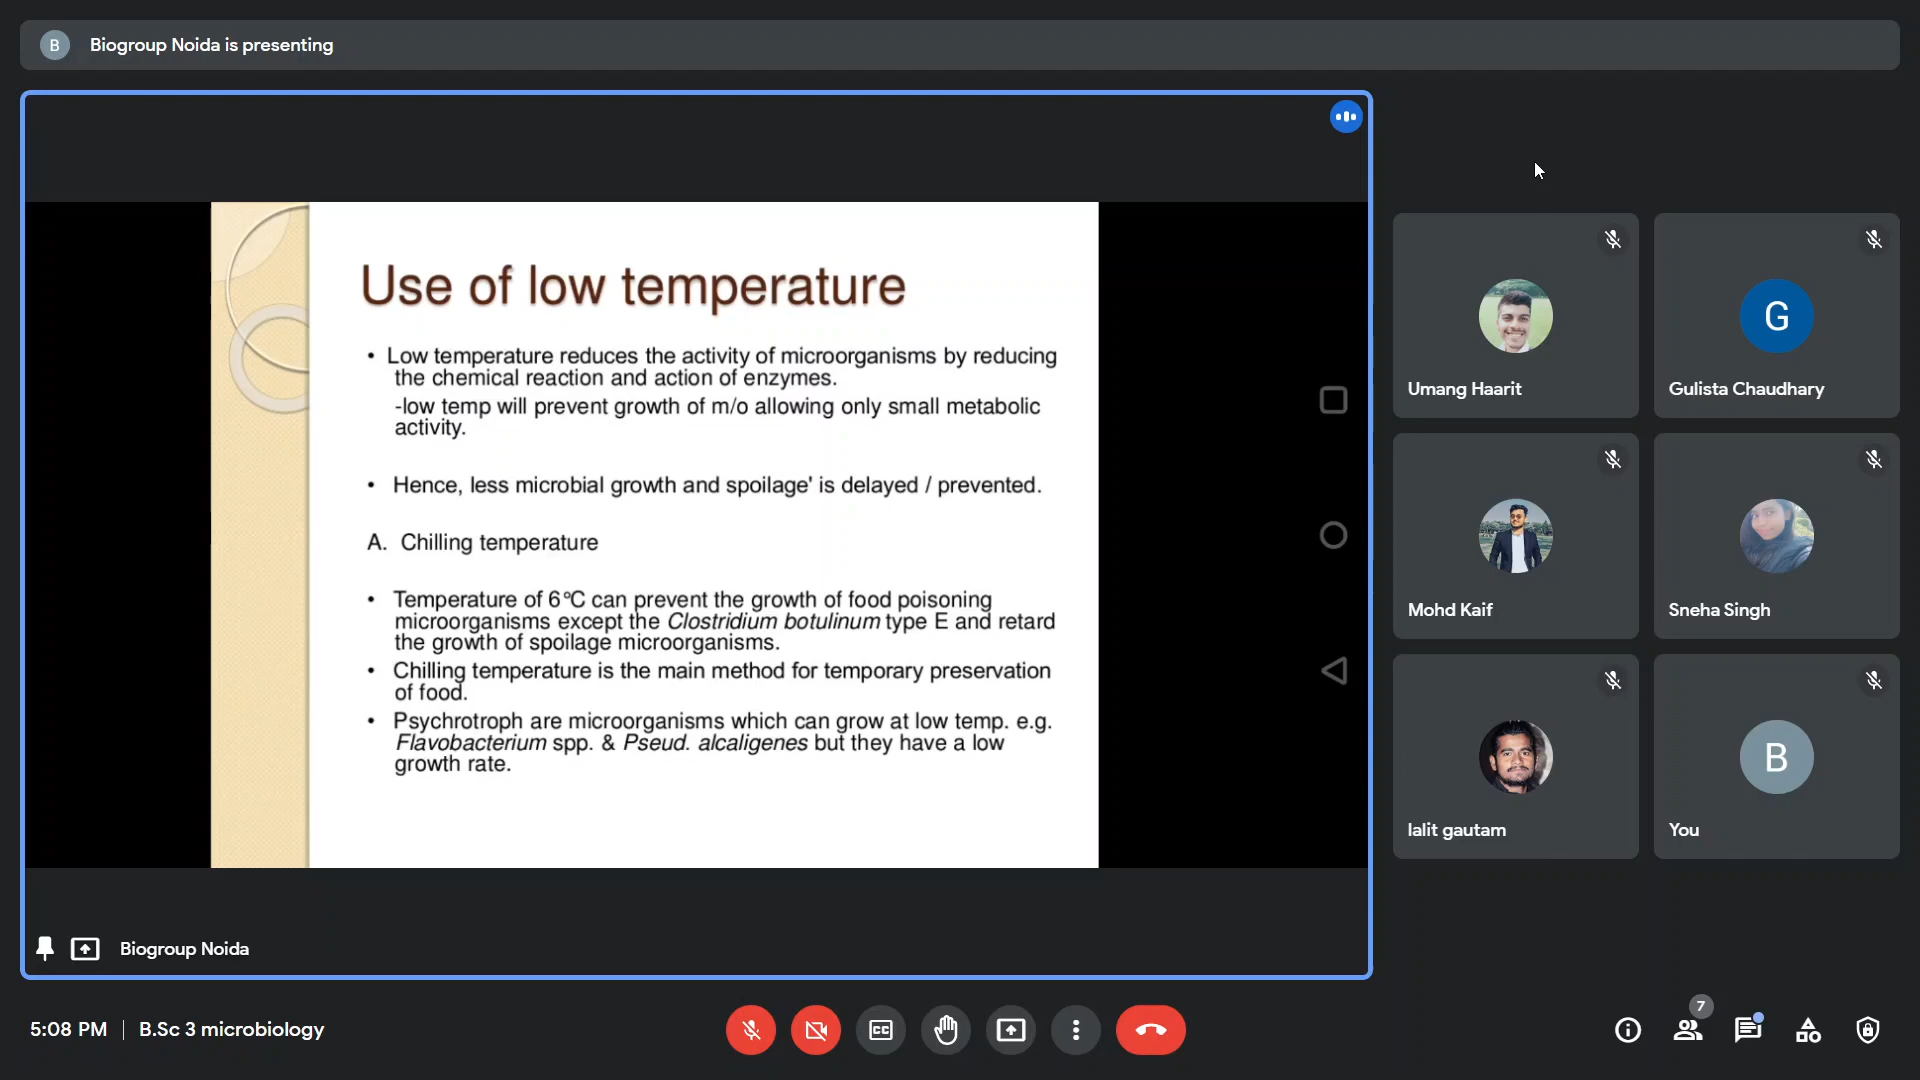 B
Biogroup Noida is presenting
Use of low temperature
• Low temperature reduces the activity of microorganisms by reducing
the chemical reaction and action of enzymes.
-low temp will prevent growth of m/o allowing only small metabolic
activity.
• Hence, less microbial growth and spoilage' is delayed / prevented.
A. Chilling temperature
• Temperature of 6°C can prevent the growth of food poisoning
microorganisms except the Clostridium botulinum type E and retard
the growth of spoilage microorganisms.
• Chilling temperature is the main method for temporary preservation
of food.
• Psychrotroph are microorganisms which can grow at low temp. e.g.
Flavobacterium spp. & Pseud. alcaligenes but they have a low
growth rate.
Biogroup Noida
Umang Haarit
G
Gulista Chaudhary
Mohd Kaif
Sneha Singh
lalit gautam
B
You
5:08 PM | B.Sc 3 microbiology
CC
7